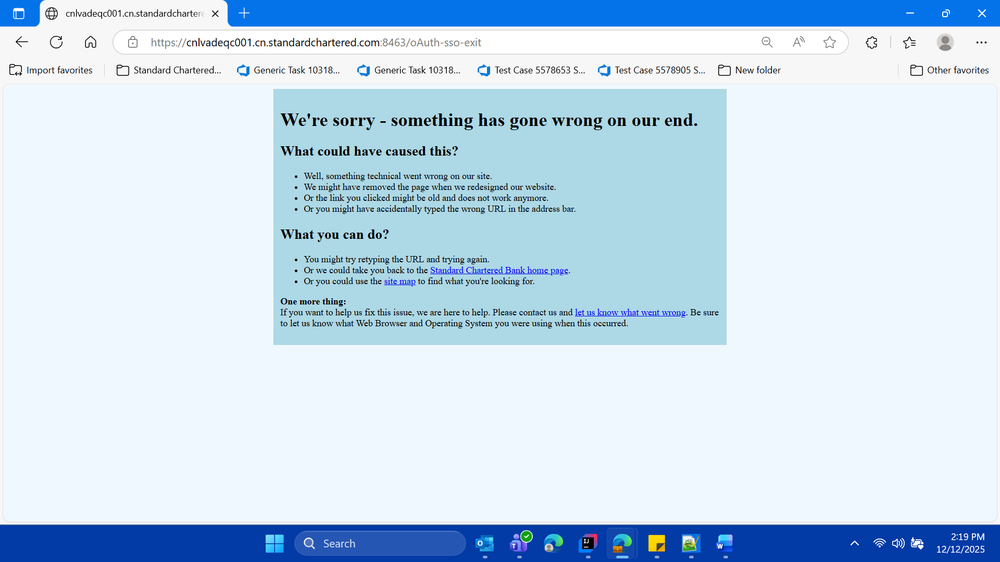 cnlvadeqc001.cn.standardchartere
https://cnlvadeqc001.cn.standardchartered.com:8463/oAuth-sso-exit
Import favorites
Standard Chartered...
Generic Task 10318...
Generic Task 10318...
Test Case 5578653 S...
Test Case 5578905 S...
New folder
Other favorites
We're sorry - something has gone wrong on our end.
What could have caused this?
• Well, something technical went wrong on our site.
• We might have removed the page when we redesigned our website.
• Or the link you clicked might be old and does not work anymore.
• Or you might have accidentally typed the wrong URL in the address bar.
What you can do?
• You might try retyping the URL and trying again.
• Or we could take you back to the Standard Chartered Bank home page.
• Or you could use the site map to find what you're looking for.
One more thing:
If you want to help us fix this issue, we are here to help. Please contact us and let us know what went wrong. Be sure
to let us know what Web Browser and Operating System you were using when this occurred.
Search
2:19 PM
12/12/2025